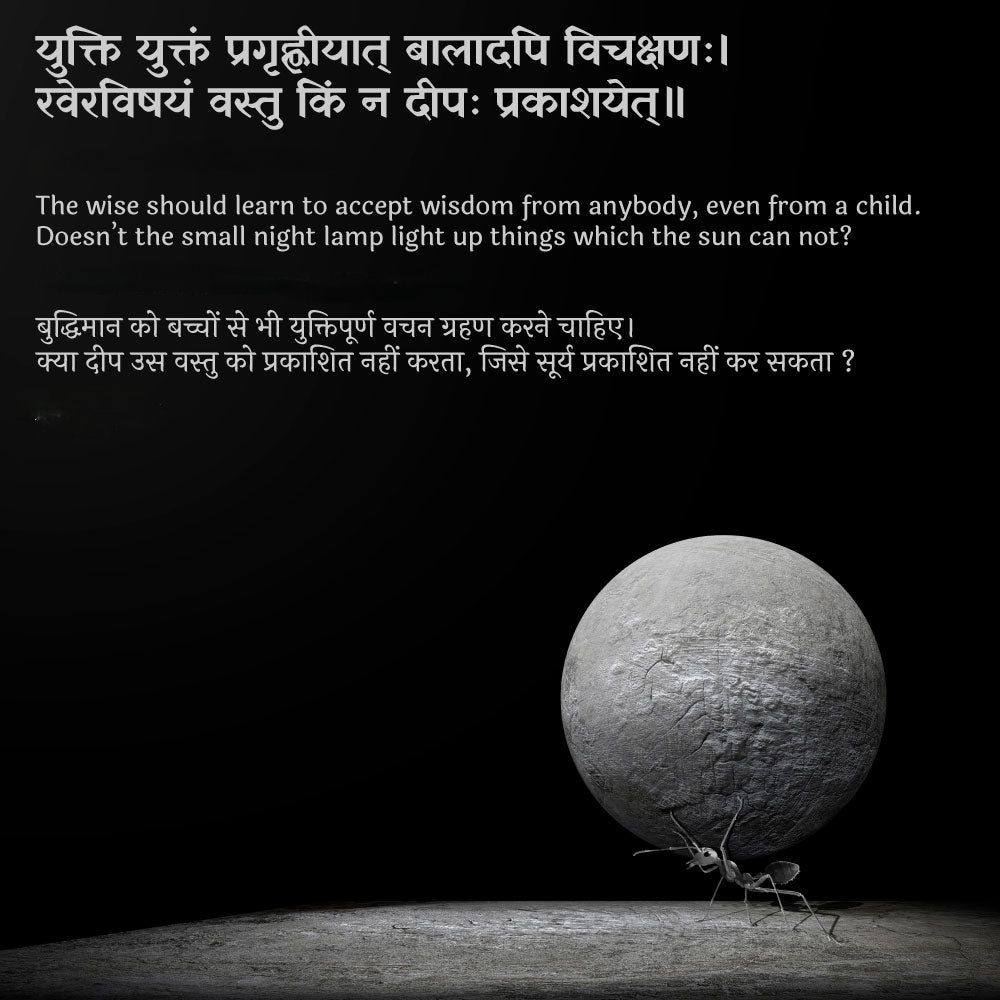 युक्ति युक्तं प्रगृह्णीयात् बालादपि विचक्षणः।
रवेरविषयं वस्तु किं न दीपः प्रकाशयेत्॥
The wise should learn to accept wisdom from anybody, even from a child.
Doesn’t the small night lamp light up things which the sun can not?
बुद्धिमान को बच्चों से भी युक्तिपूर्ण वचन ग्रहण करने चाहिए।
क्या दीप उस वस्तु को प्रकाशित नहीं करता, जिसे सूर्य प्रकाशित नहीं कर सकता ?